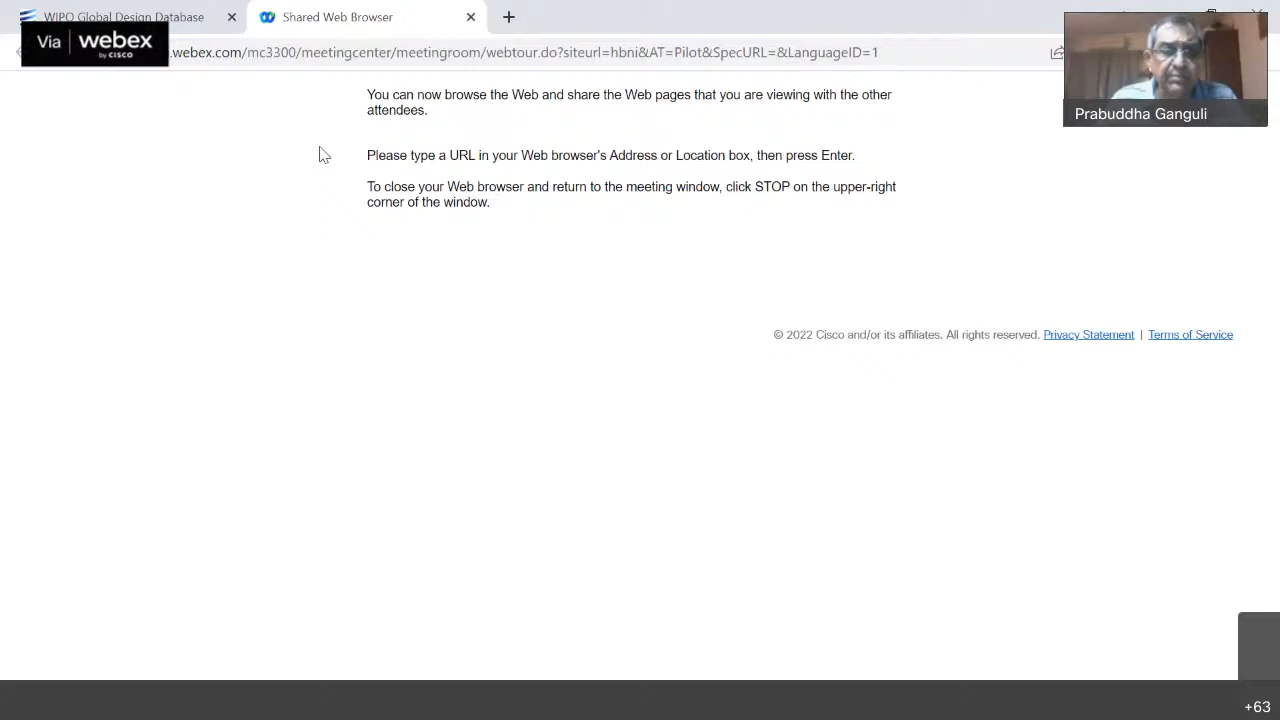 WIPO Global Design Database
Shared Web Browser
Via webex
by CISCO
.webex.com/mc3300/meetingcenter/meetingroom/webtourdo?siteurl=hbni&AT=Pilot&SpecURL=&LanguageID=1
You can now browse the Web and share the Web pages that you are viewing with the other
attendees.
Prabuddha Ganguli
Please type a URL in your Web browser's Address or Location box, then press Enter.
To close your Web browser and return to the meeting window, click STOP on the upper-right
corner of the window.
© 2022 Cisco and/or its affiliates. All rights reserved. Privacy Statement | Terms of Service
+63